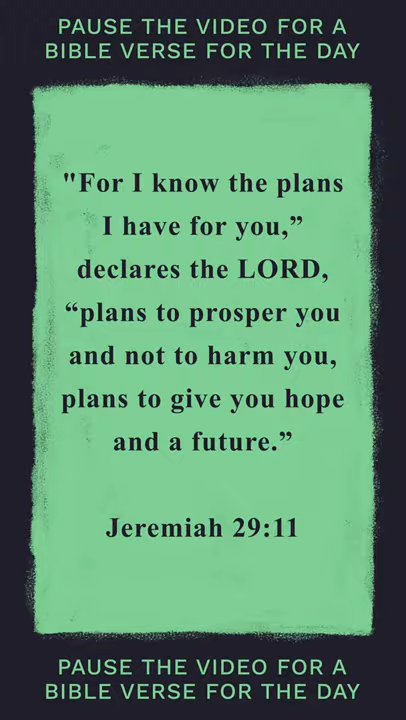 PAUSE THE VIDEO FOR A
BIBLE VERSE FOR THE DAY
"For I know the plans
I have for you,”
declares the LORD,
“plans to prosper you
and not to harm you,
plans to give you hope
and a future.”
Jeremiah 29:11
PAUSE THE VIDEO FOR A
BIBLE VERSE FOR THE DAY